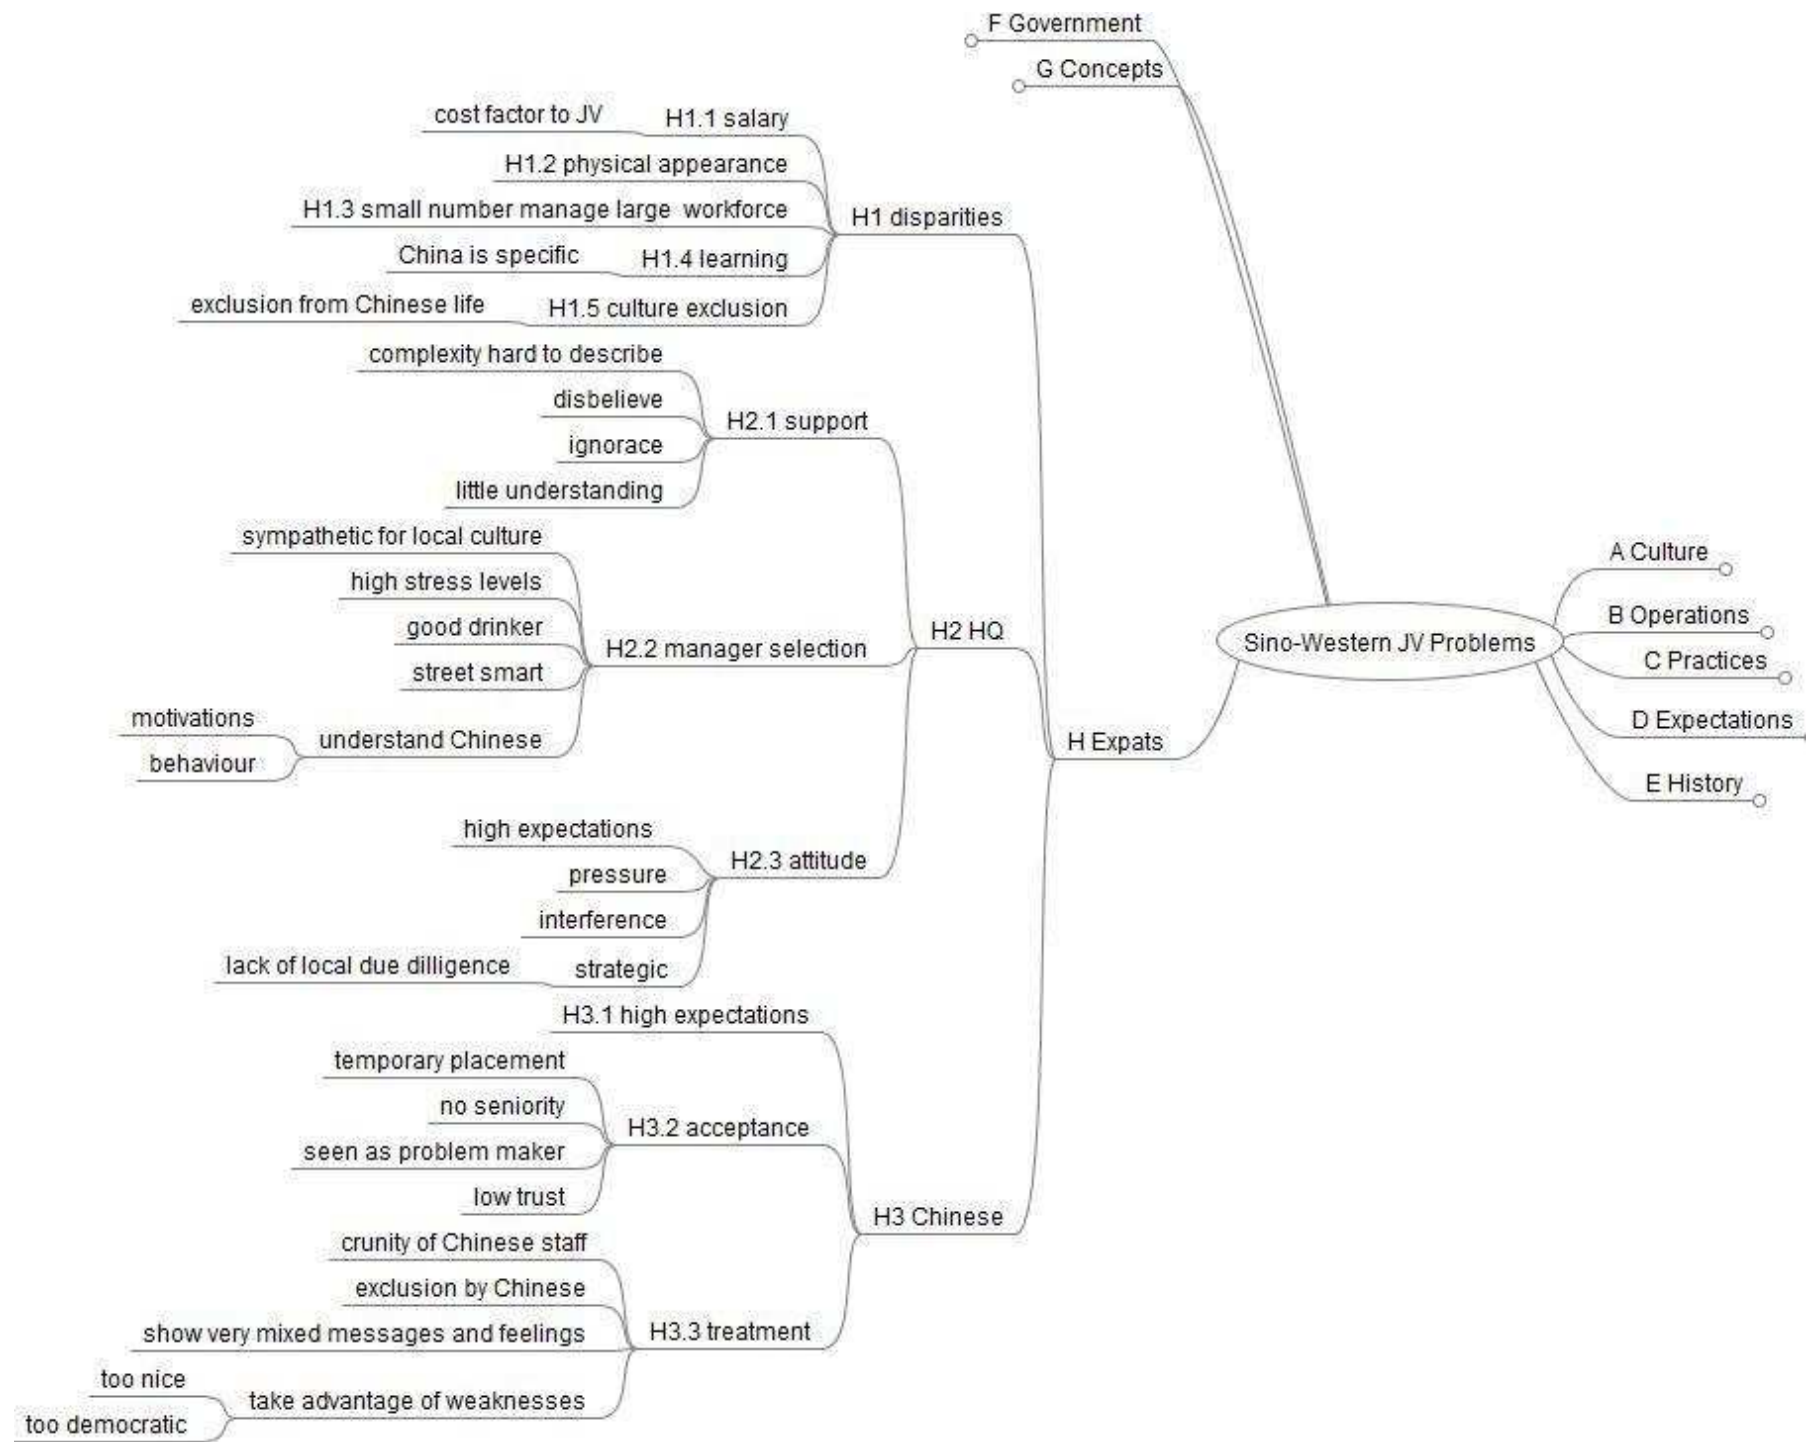 F Government
G Concepts
cost factor to JV
H1.1 salary
H1.2 physical appearance
H1.3 small number manage large workforce
H1 disparities
China is specific
H1.4 learning
exclusion from Chinese life
H1.5 culture exclusion
complexity hard to describe
disbelieve
H2.1 support
ignorace
little understanding
sympathetic for local culture
high stress levels
good drinker
H2.2 manager selection
street smart
motivations
understand Chinese
behaviour
H2 HQ
high expectations
pressure
H2.3 attitude
interference
lack of local due dilligence
strategic
H3.1 high expectations
temporary placement
no seniority
H3.2 acceptance
seen as problem maker
low trust
H3 Chinese
crunity of Chinese staff
exclusion by Chinese
show very mixed messages and feelings
H3.3 treatment
too nice
take advantage of weaknesses
too democratic
H Expats
Sino-Western JV Problems
A Culture
B Operations
C Practices
D Expectations
E History